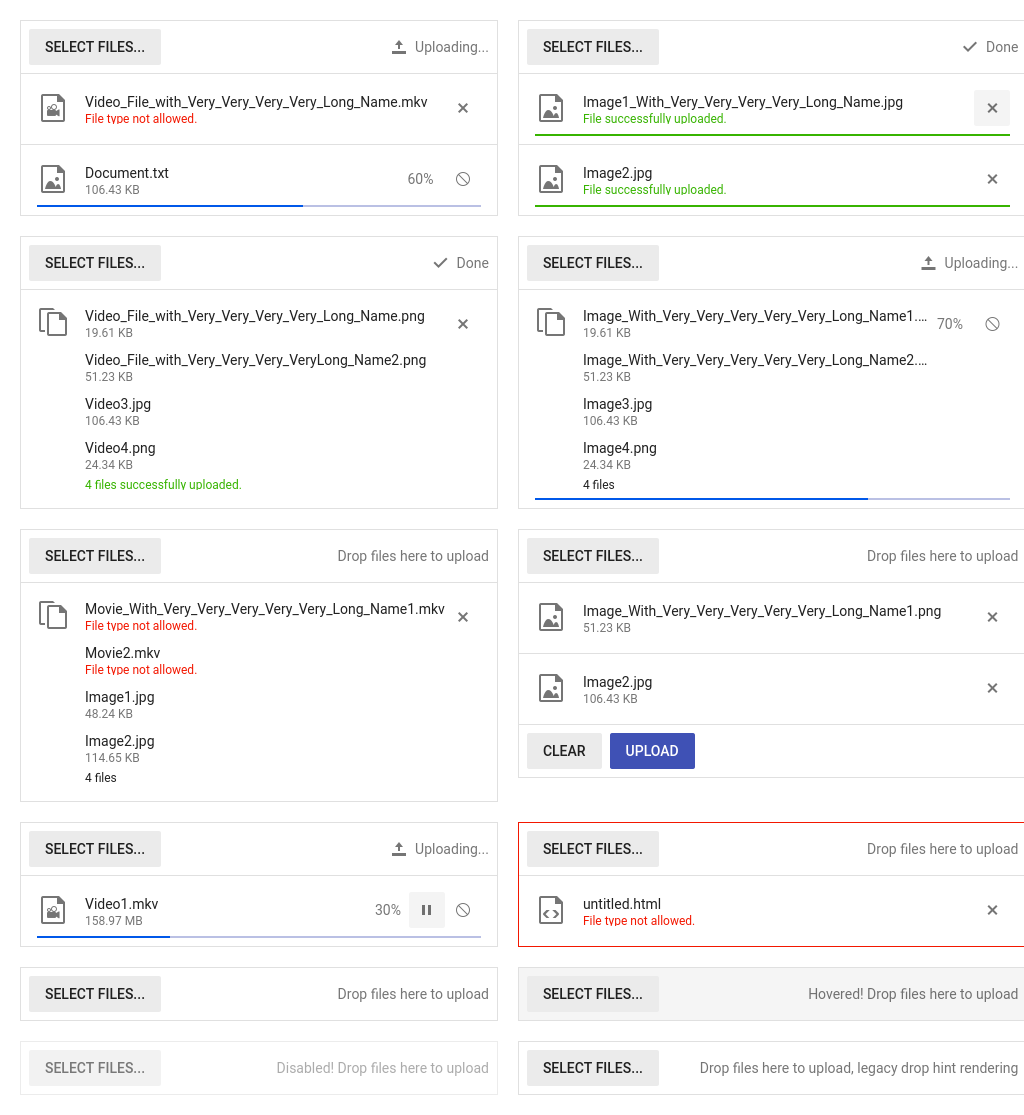 SELECT FILES...
Uploading...
Video_File_with_Very_Very_Very_Very_Long_Name.mkv
File type not allowed.
Document.txt
106.43 KB
60%
SELECT FILES...
Done
Image1_With_Very_Very_Very_Very_Long_Name.jpg
File successfully uploaded.
Image2.jpg
File successfully uploaded.
SELECT FILES...
Done
Video_File_with_Very_Very_Very_Very_Long_Name.png
19.61 KB
Video_File_with_Very_Very_Very_VeryLong_Name2.png
51.23 KB
Video3.jpg
106.43 KB
Video4.png
24.34 KB
4 files successfully uploaded.
SELECT FILES...
Uploading...
Image_With_Very_Very_Very_Very_Very_Long_Name1....
70%
19.61 KB
Image_With_Very_Very_Very_Very_Very_Long_Name2....
51.23 KB
Image3.jpg
106.43 KB
Image4.png
24.34 KB
4 files
SELECT FILES...
Drop files here to upload
Movie_With_Very_Very_Very_Very_Very_Long_Name1.mkv
File type not allowed.
Movie2.mkv
File type not allowed.
Image1.jpg
48.24 KB
Image2.jpg
114.65 KB
4 files
SELECT FILES...
Drop files here to upload
Image_With_Very_Very_Very_Very_Very_Long_Name1.png
51.23 KB
Image2.jpg
106.43 KB
CLEAR
UPLOAD
SELECT FILES...
Uploading...
Video1.mkv
158.97 MB
30%
SELECT FILES...
Drop files here to upload
untitled.html
File type not allowed.
SELECT FILES...
Drop files here to upload
SELECT FILES...
Hovered! Drop files here to upload
SELECT FILES...
Disabled! Drop files here to upload
SELECT FILES...
Drop files here to upload, legacy drop hint rendering